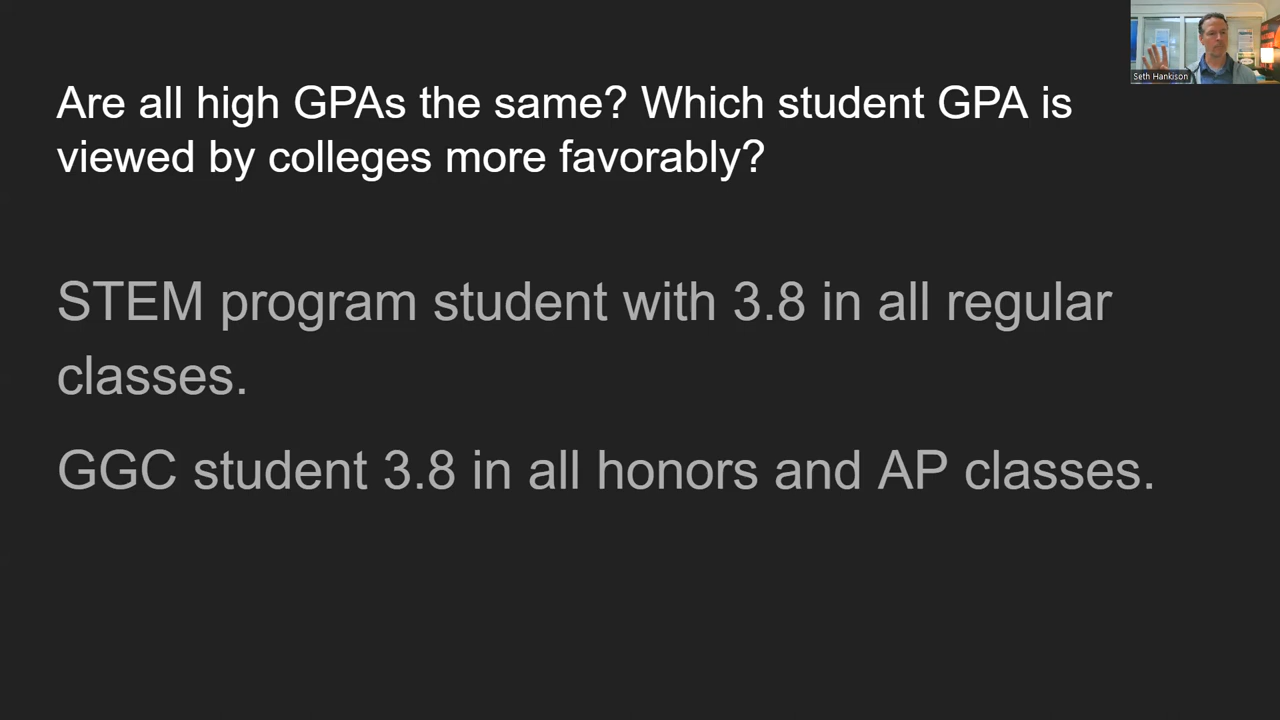 Are all high GPAs the same? Which student GPA is
viewed by colleges more favorably?
STEM program student with 3.8 in all regular
classes.
GGC student 3.8 in all honors and AP classes.
Seth Hankison